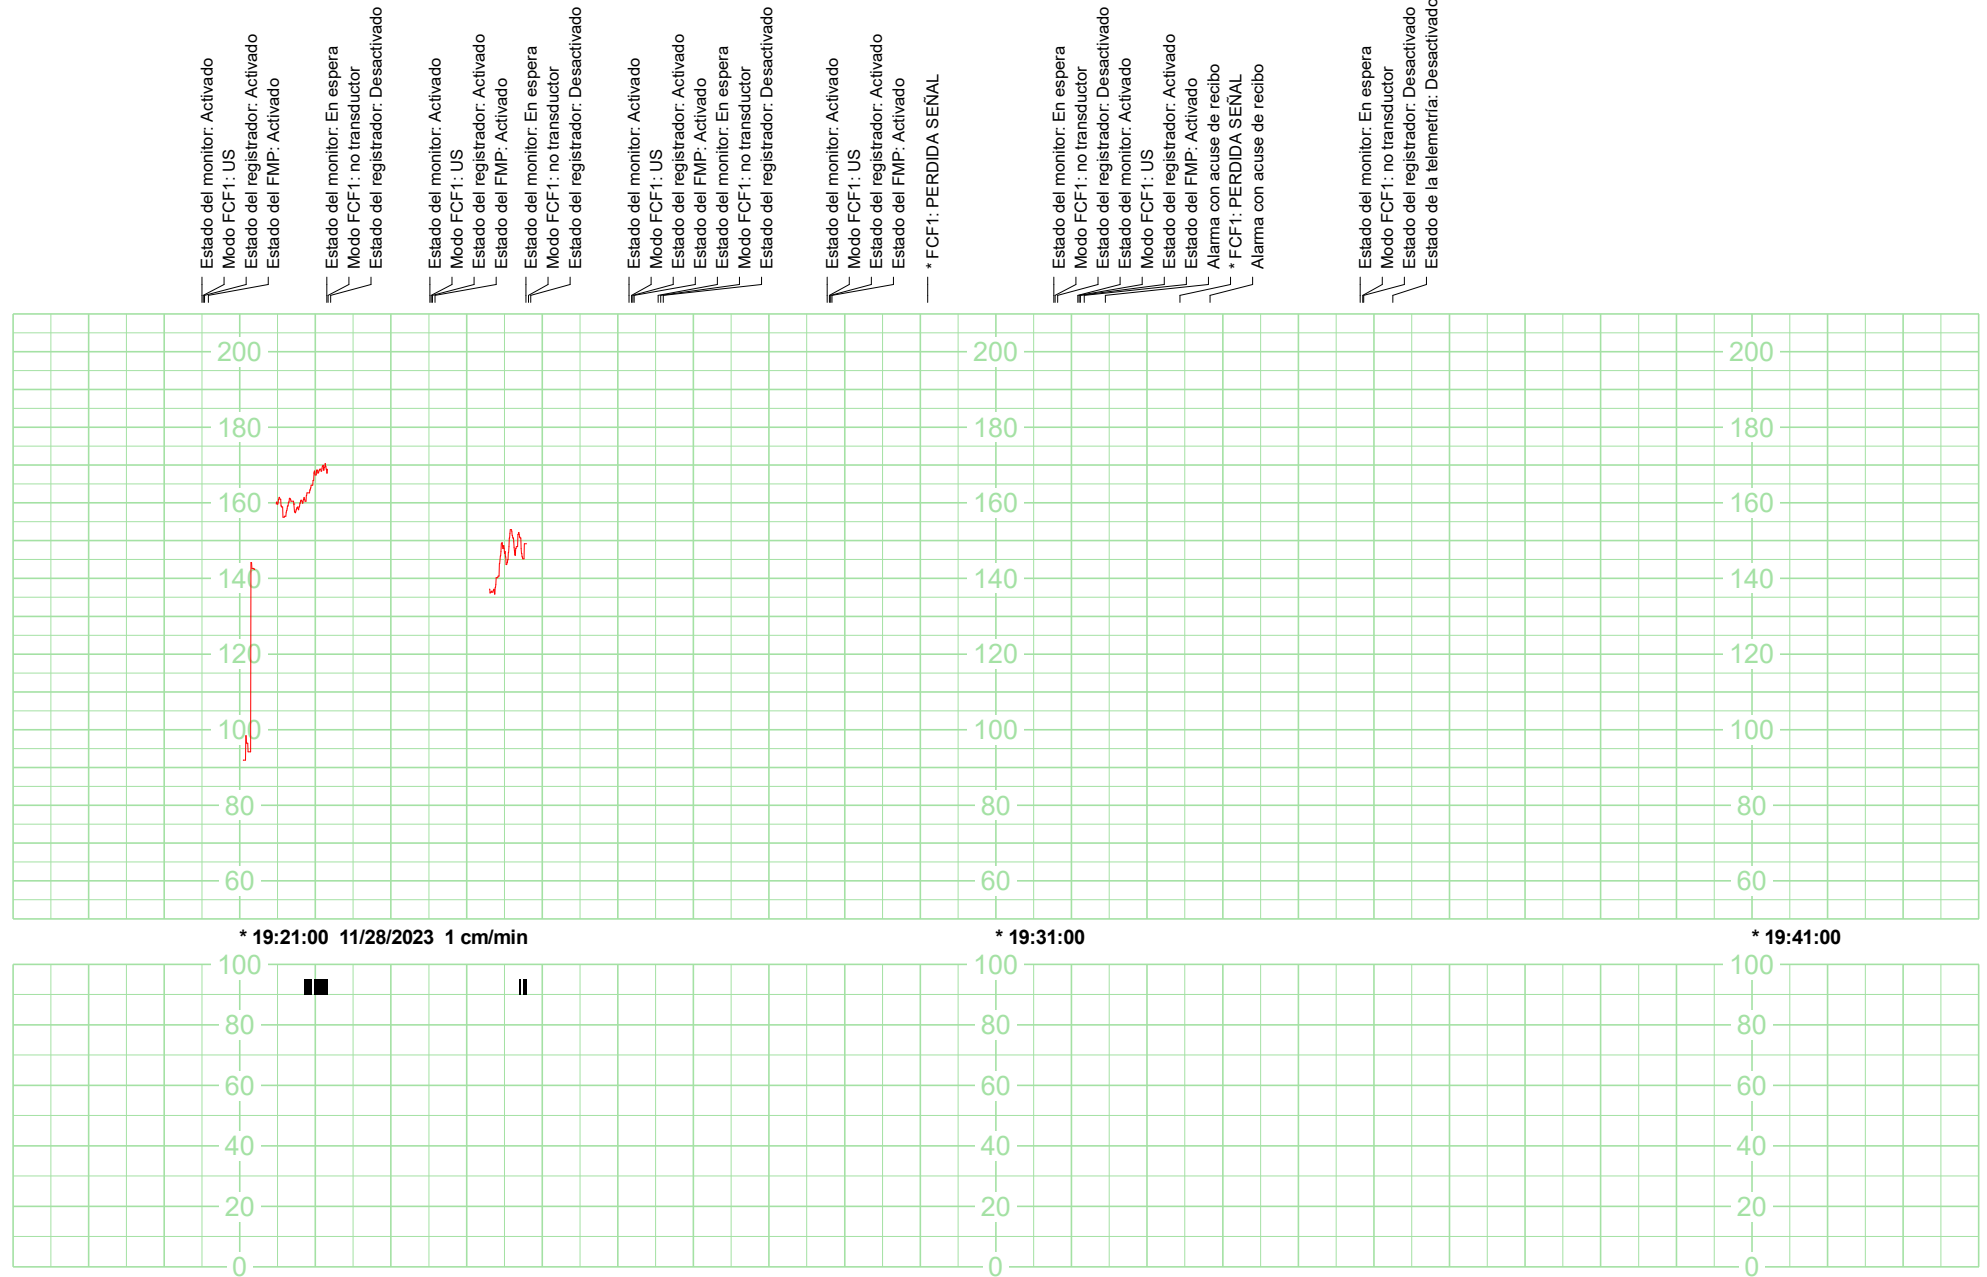 Estado del monitor: Activado
Modo FCF1: US
Estado del registrador: Activado
Estado del FMP: Activado
Estado del monitor: En espera
Modo FCF1: no transductor
Estado del registrador: Desactivado
Estado del monitor: Activado
Modo FCF1: US
Estado del registrador: Activado
Estado del FMP: Activado
Estado del monitor: En espera
Modo FCF1: no transductor
Estado del registrador: Desactivado
Estado del monitor: Activado
Modo FCF1: US
Estado del registrador: Activado
Estado del FMP: Activado
Estado del monitor: En espera
Modo FCF1: no transductor
Estado del registrador: Desactivado
Estado del monitor: Activado
Modo FCF1: US
Estado del registrador: Activado
Estado del FMP: Activado
* FCF1: PERDIDA SEÑAL
Estado del monitor: En espera
Modo FCF1: no transductor
Estado del registrador: Desactivado
Estado del monitor: Activado
Modo FCF1: US
Estado del registrador: Activado
Estado del FMP: Activado
Alarma con acuse de recibo
* FCF1: PERDIDA SEÑAL
Alarma con acuse de recibo
Estado del monitor: En espera
Modo FCF1: no transductor
Estado del registrador: Desactivado
Estado de la telemetría: Desactivado
200 200 200
180 180 180
160 160 160
140 140 140
120 120 120
100 100 100
80 80 80
60 60 60
* 19:21:00 11/28/2023 1 cm/min * 19:31:00 * 19:41:00
100 100 100
80 80 80
60 60 60
40 40 40
20 20 20
0 0 0